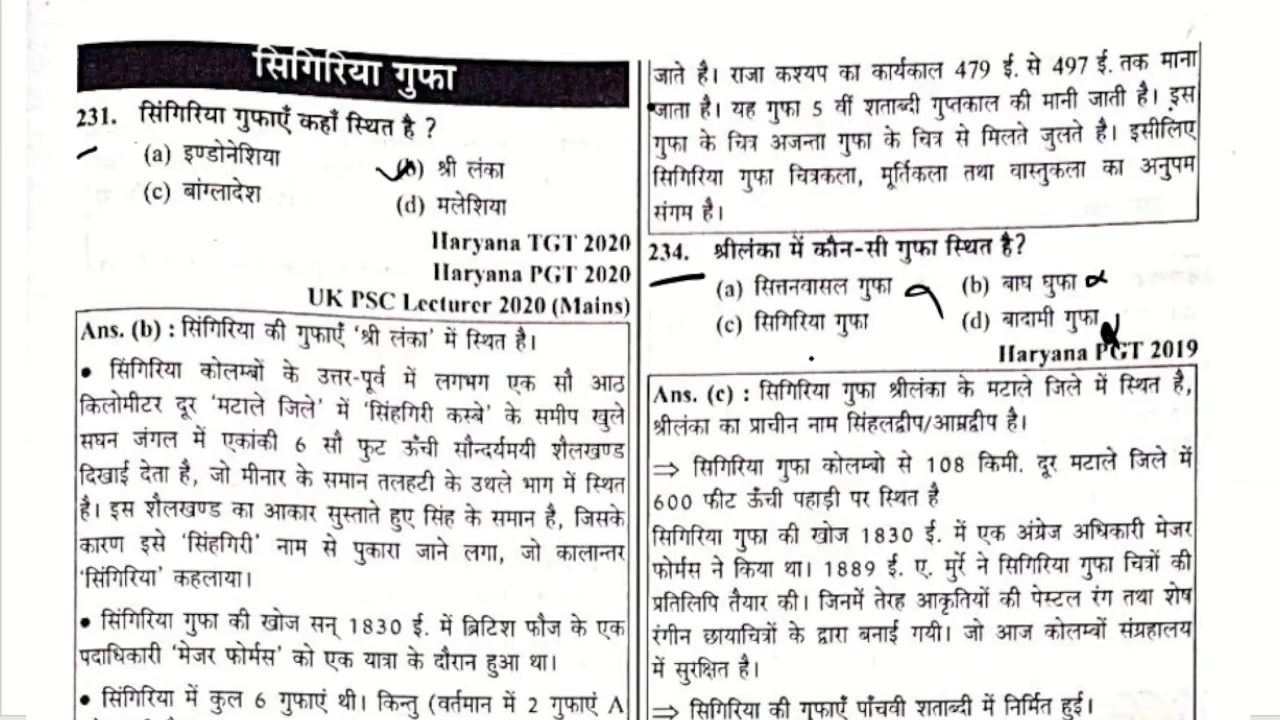 सिगिरिया गुफा
231. सिंगिरिया गुफाएँ कहाँ स्थित है ?
(a) इण्डोनेशिया
(b) श्री लंका
(c) बांग्लादेश
(d) मलेशिया
Haryana TGT 2020
Haryana PGT 2020
UK PSC Lecturer 2020 (Mains)
Ans. (b) : सिंगिरिया की गुफाएँ ‘श्री लंका’ में स्थित है।
• सिंगिरिया कोलम्बों के उत्तर-पूर्व में लगभग एक सौ आठ
किलोमीटर दूर ‘मटाले जिले’ में ‘सिंहगिरी कस्बे’ के समीप खुले
सघन जंगल में एकांकी 6 सौ फुट ऊँची सौन्दर्यमयी शैलखण्ड
दिखाई देता है, जो मीनार के समान तलहटी के उथले भाग में स्थित
है। इस शैलखण्ड का आकार सुस्ताते हुए सिंह के समान है, जिसके
कारण इसे ‘सिंहगिरी’ नाम से पुकारा जाने लगा, जो कालान्तर
‘सिंगिरिया’ कहलाया।
• सिंगिरिया गुफा की खोज सन् 1830 ई. में ब्रिटिश फौज के एक
पदाधिकारी ‘मेजर फोर्मस’ को एक यात्रा के दौरान हुआ था।
• सिंगिरिया में कुल 6 गुफाएं थी। किन्तु (वर्तमान में 2 गुफाएं A
जाते है। राजा कश्यप का कार्यकाल 479 ई. से 497 ई. तक माना
जाता है। यह गुफा 5 वीं शताब्दी गुप्तकाल की मानी जाती है। इस
गुफा के चित्र अजन्ता गुफा के चित्र से मिलते जुलते है। इसीलिए
सिगिरिया गुफा चित्रकला, मूर्तिकला तथा वास्तुकला का अनुपम
संगम है।
234. श्रीलंका में कौन-सी गुफा स्थित है?
(a) सित्तनवासल गुफा
(b) बाघ घुफा
(c) सिगिरिया गुफा
(d) बादामी गुफा
Haryana PGT 2019
Ans. (c) : सिगिरिया गुफा श्रीलंका के मटाले जिले में स्थित है,
श्रीलंका का प्राचीन नाम सिंहलद्वीप/आम्रद्वीप है।
⇒ सिगिरिया गुफा कोलम्बो से 108 किमी. दूर मटाले जिले में
600 फीट ऊँची पहाड़ी पर स्थित है
सिगिरिया गुफा की खोज 1830 ई. में एक अंग्रेज अधिकारी मेजर
फोर्मस ने किया था। 1889 ई. ए. मुर्रे ने सिगिरिया गुफा चित्रों की
प्रतिलिपि तैयार की। जिनमें तेरह आकृतियों की पेस्टल रंग तथा शेष
रंगीन छायाचित्रों के द्वारा बनाई गयी। जो आज कोलम्बों संग्रहालय
में सुरक्षित है।
⇒ सिगिरिया की गुफाएँ पाँचवी शताब्दी में निर्मित हुई।